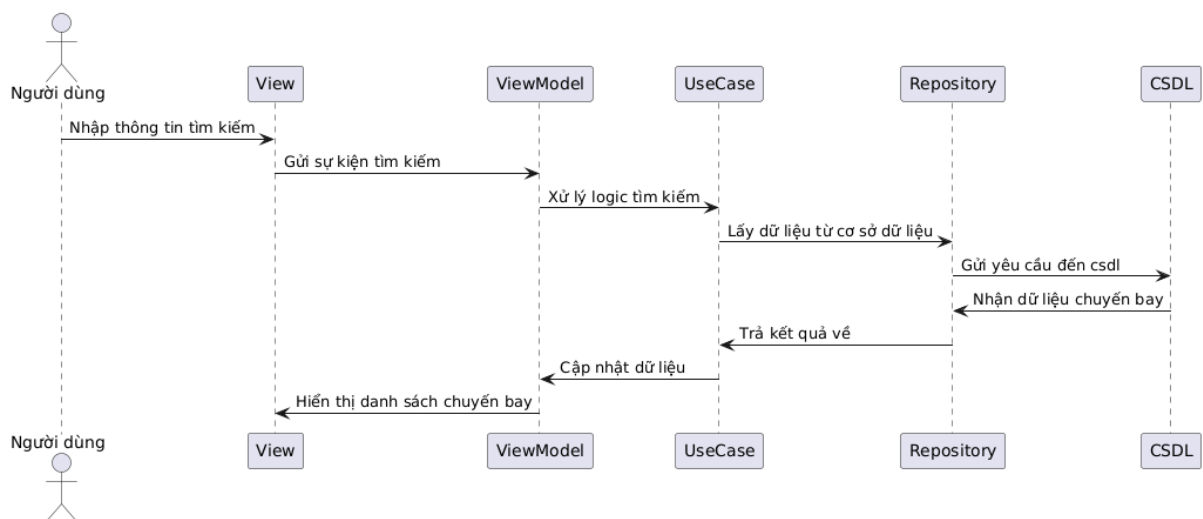 Người dùng
View
ViewModel
UseCase
Repository
CSDL
Nhập thông tin tìm kiếm
Gửi sự kiện tìm kiếm
Xử lý logic tìm kiếm
Lấy dữ liệu từ cơ sở dữ liệu
Gửi yêu cầu đến csdl
Nhận dữ liệu chuyến bay
Trả kết quả về
Cập nhật dữ liệu
Hiển thị danh sách chuyến bay
Người dùng
View
ViewModel
UseCase
Repository
CSDL